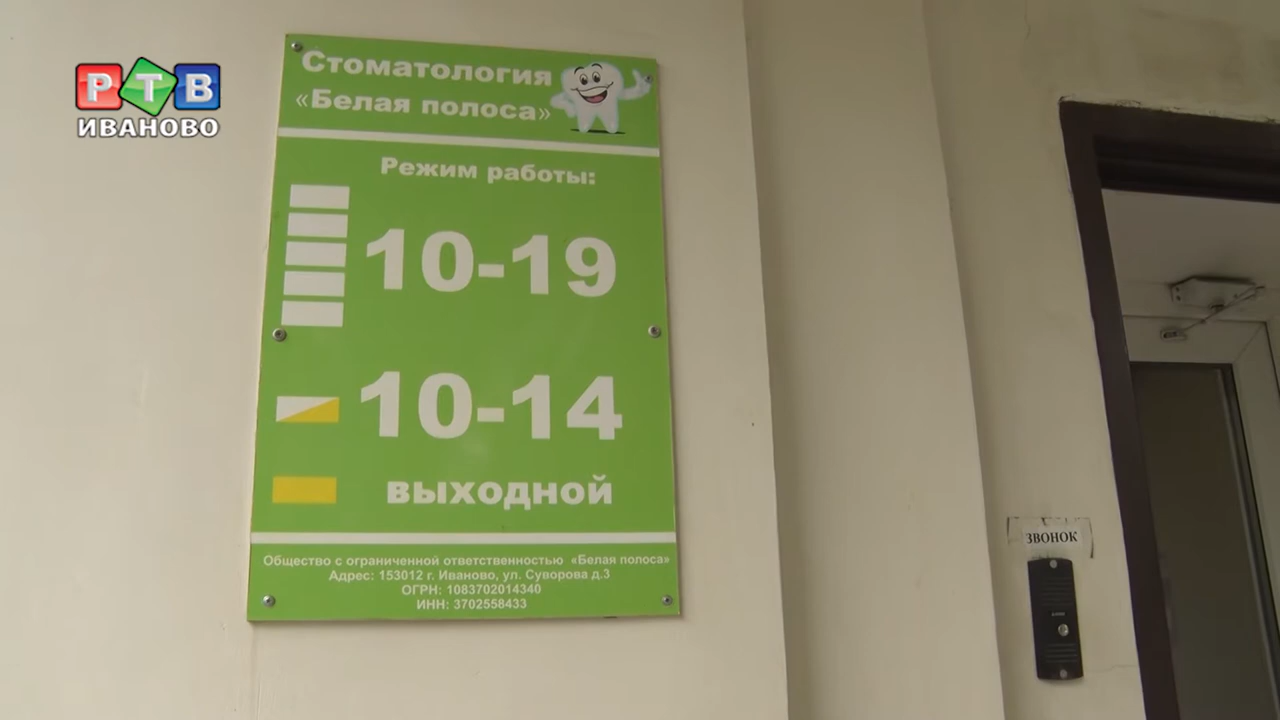 РТВ
ИВАНОВО
Стоматология
«Белая полоса»
Режим работы:
10-19
10-14
выходной
Общество с ограниченной ответственностью «Белая полоса»
Адрес: 153012 г. Иваново, ул. Суворова д.3
ОГРН: 1083702014340
ИНН: 3702558433
ЗВОНОК